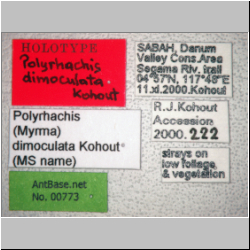 HOLOTYPE
Polyrhachis
dimoculata
Kohout
Polyrhachis
(Myrma)
dimoculata Kohout
(MS name)
AntBase.net
No. 00773
SABAH, Danum
Valley Cons.Area
Segama Riv. trail
04°57'N, 117°48'E
11.xi.2000.Kohout
R.J.Kohout
Accession
2000. 222
strays on
low foliage
& vegetation